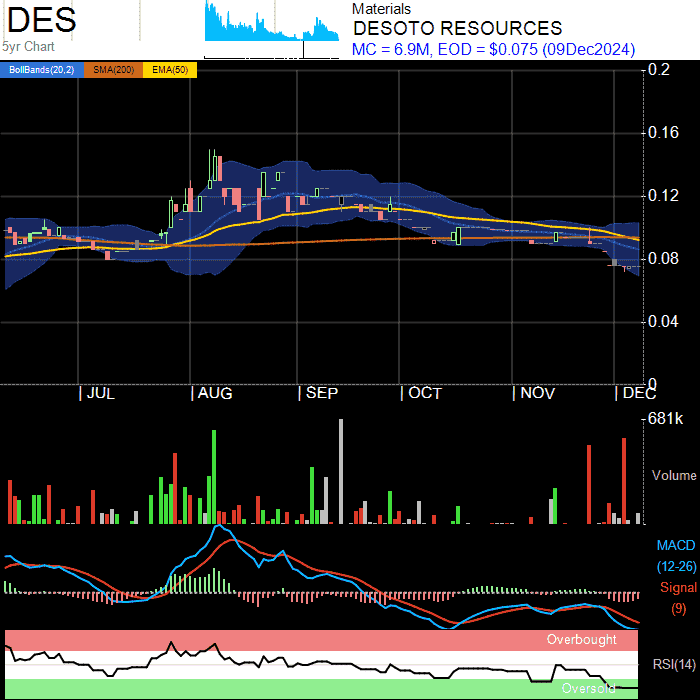 DES
5yr Chart
Materials
DESOTO RESOURCES
MC = 6.9M, EOD = $0.075 (09Dec2024)
BollBands(20,2) SMA(200) EMA(50)
0.2
0.16
0.12
0.08
0.04
0
JUL AUG SEP OCT NOV DEC
681k
Volume
MACD
(12-26)
Signal
(9)
Overbought
RSI(14)
Oversold